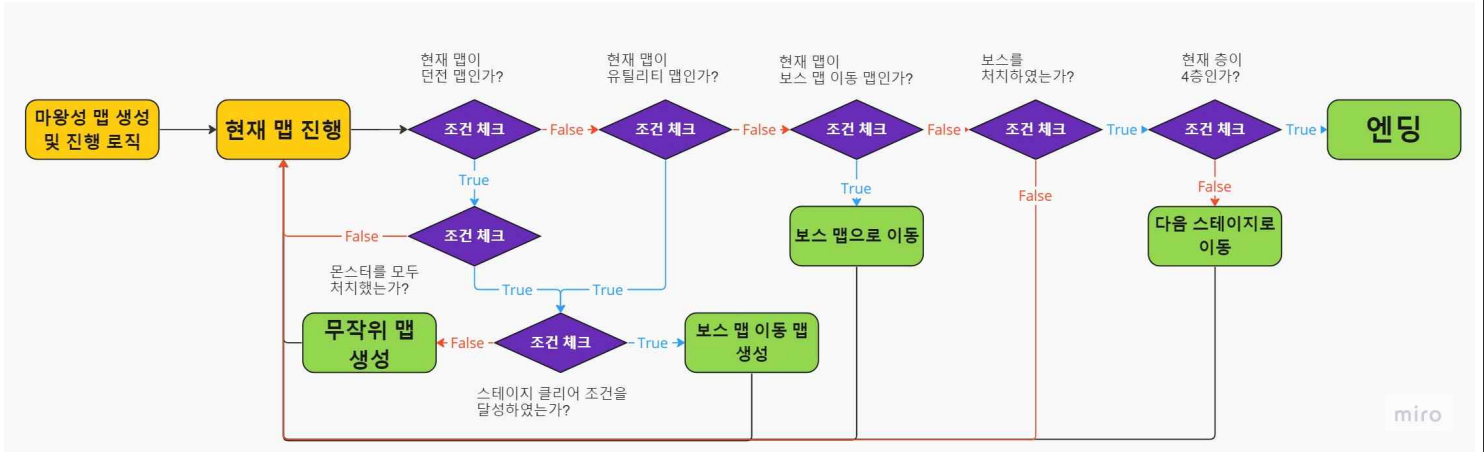 현재 맵이
던전 맵인가?
현재 맵이
유틸리티 맵인가?
현재 맵이
보스 맵 이동 맵인가?
보스를
처치하였는가?
현재 층이
4층인가?
마왕성 맵 생성
및 진행 로직
현재 맵 진행
조건 체크
False
조건 체크
False
조건 체크
False
조건 체크
True
조건 체크
True
엔딩
True
True
False
False
조건 체크
False
보스 맵으로 이동
다음 스테이지로
이동
몬스터를 모두
처치했는가?
True
True
무작위 맵
생성
False
조건 체크
True
보스 맵 이동 맵
생성
스테이지 클리어 조건을
달성하였는가?
miro